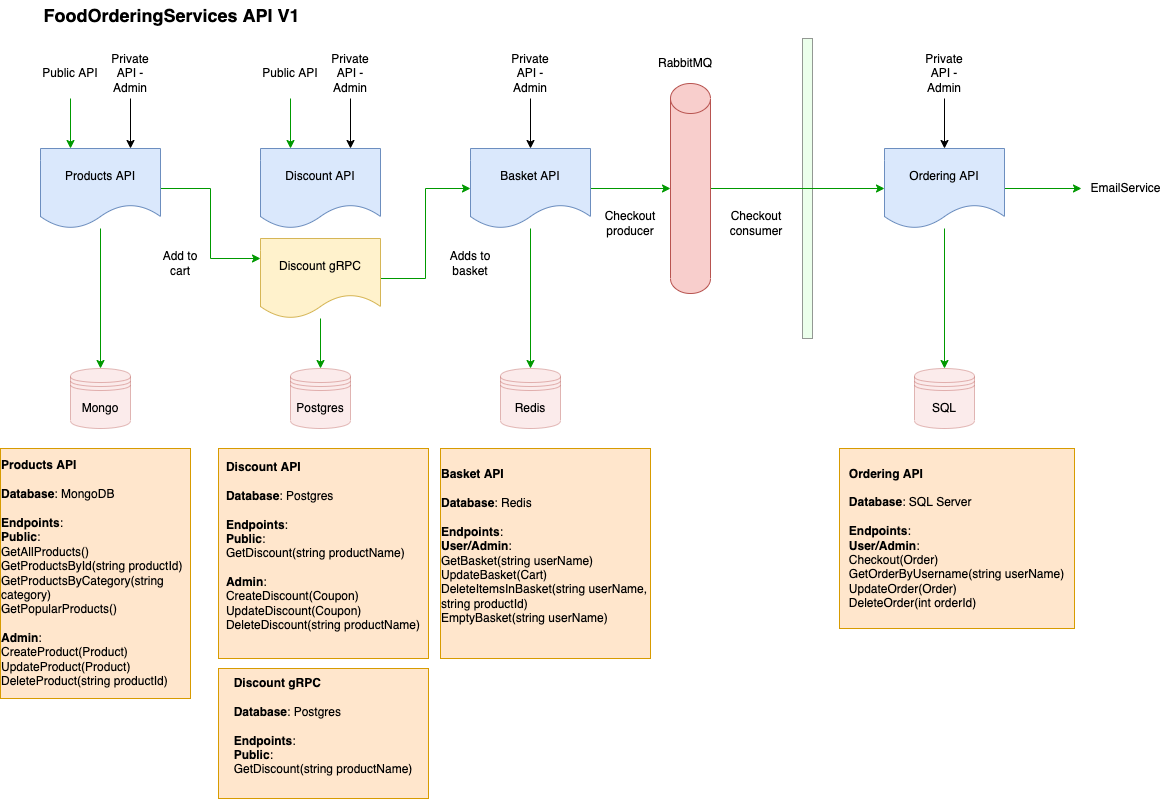 FoodOrderingServices API V1
Public API
Private
API -
Admin
Public API
Private
API -
Admin
Private
API -
Admin
RabbitMQ
Private
API -
Admin
Products API
Discount API
Basket API
Ordering API
EmailService
Add to
cart
Discount gRPC
Adds to
basket
Checkout
producer
Checkout
consumer
Mongo
Postgres
Redis
SQL
Products API
Database: MongoDB
Endpoints:
Public:
GetAllProducts()
GetProductsById(string productId)
GetProductsByCategory(string
category)
GetPopularProducts()
Admin:
CreateProduct(Product)
UpdateProduct(Product)
DeleteProduct(string productId)
Discount API
Database: Postgres
Endpoints:
Public:
GetDiscount(string productName)
Admin:
CreateDiscount(Coupon)
UpdateDiscount(Coupon)
DeleteDiscount(string productName)
Discount gRPC
Database: Postgres
Endpoints:
Public:
GetDiscount(string productName)
Basket API
Database: Redis
Endpoints:
User/Admin:
GetBasket(string userName)
UpdateBasket(Cart)
DeleteItemsInBasket(string userName,
string productId)
EmptyBasket(string userName)
Ordering API
Database: SQL Server
Endpoints:
User/Admin:
Checkout(Order)
GetOrderByUsername(string userName)
UpdateOrder(Order)
DeleteOrder(int orderId)